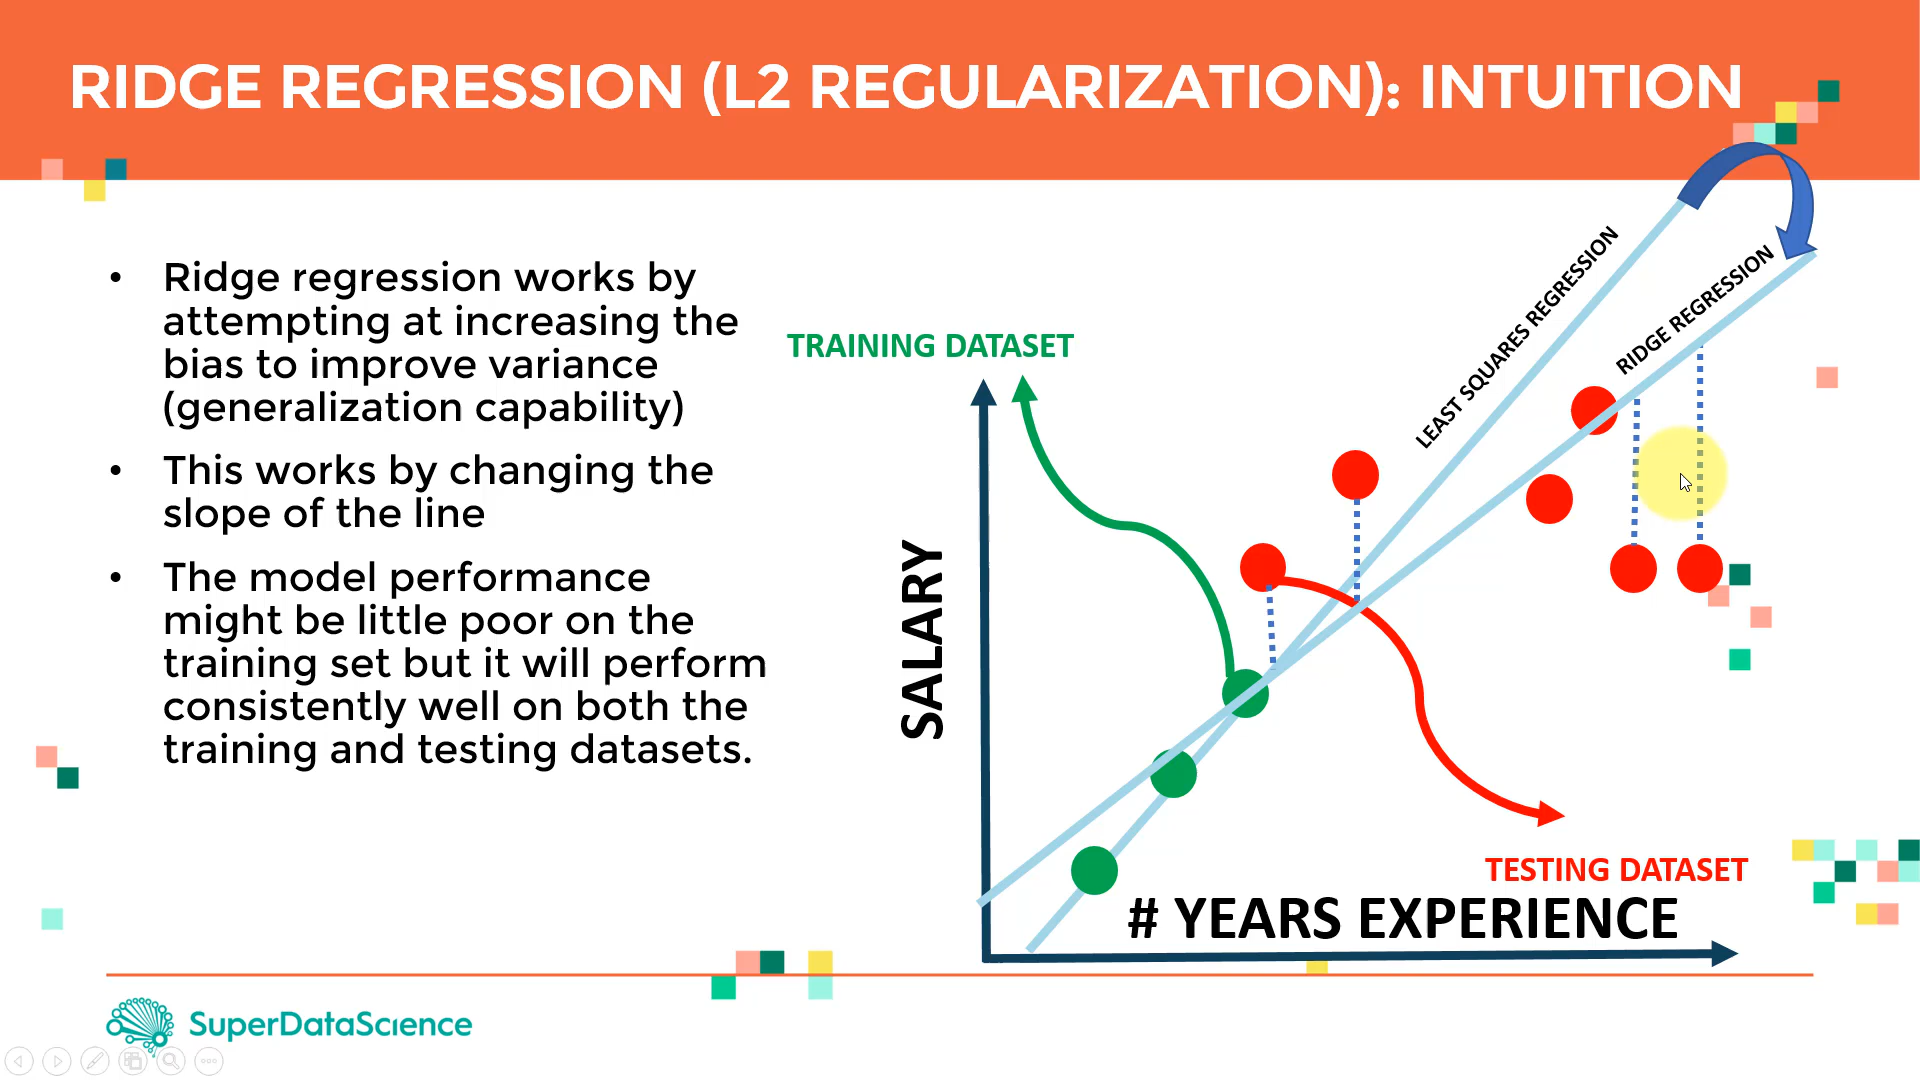 RIDGE REGRESSION (L2 REGULARIZATION): INTUITION
• Ridge regression works by
attempting at increasing the
bias to improve variance
(generalization capability)
• This works by changing the
slope of the line
• The model performance
might be little poor on the
training set but it will perform
consistently well on both the
training and testing datasets.
TRAINING DATASET
LEAST SQUARES REGRESSION
RIDGE REGRESSION
SALARY
TESTING DATASET
# YEARS EXPERIENCE
SuperDataScience